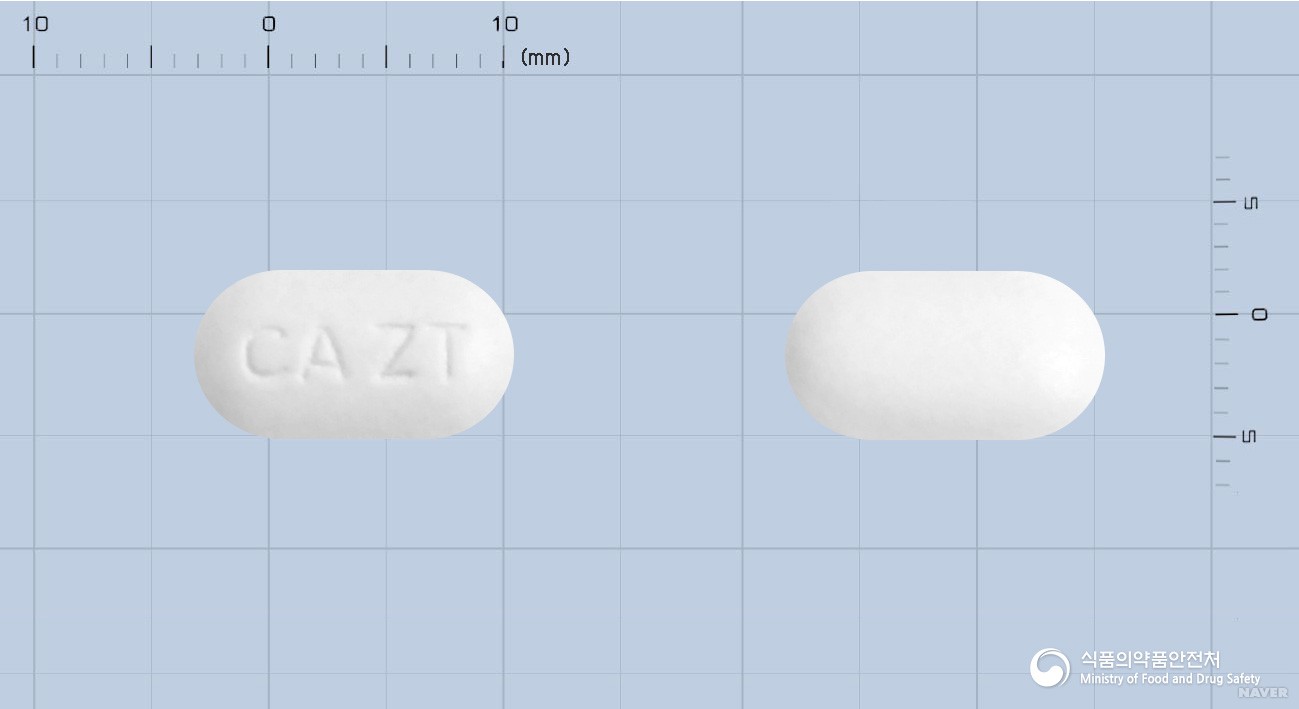 10 0 10
(mm)
CA ZT
5
0
5
식품의약품안전처
Ministry of Food and Drug Safety
NAVER